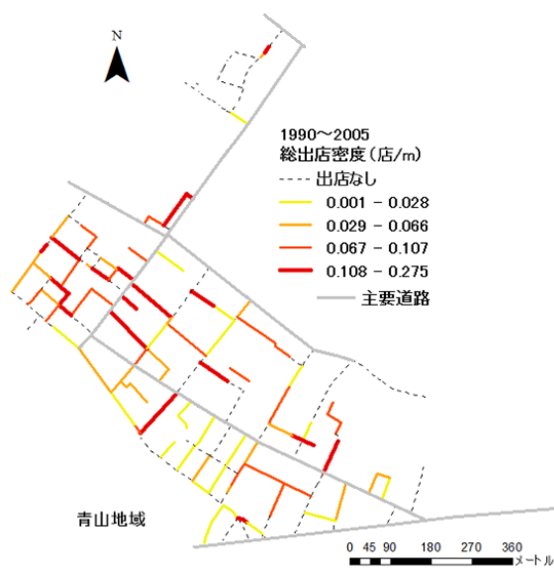 N
1990～2005
総出店密度（店/m）
出店なし
0.001 - 0.028
0.029 - 0.066
0.067 - 0.107
0.108 - 0.275
主要道路
青山地域
0 45 90 180 270 360
メートル